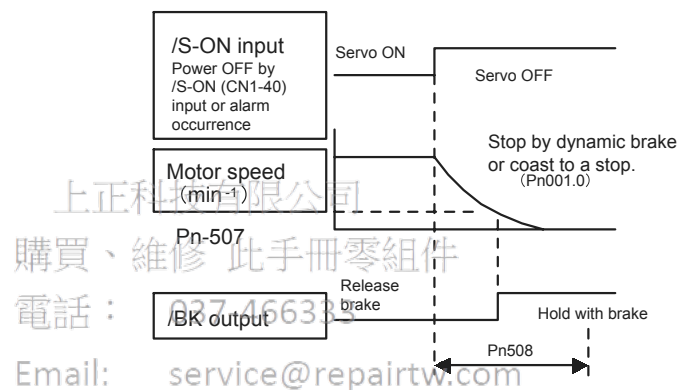 /S-ON input
Power OFF by
/S-ON (CN1-40)
input or alarm
occurrence
Servo ON
Servo OFF
Stop by dynamic brake
or coast to a stop.
(Pn001.0)
Motor speed
(min⁻¹)
上正科技有限公司
Pn-507
購買、維修 此手冊零組件
Release
brake
電話： 037-466333
/BK output
Hold with brake
Pn508
Email: service@repairtw.com